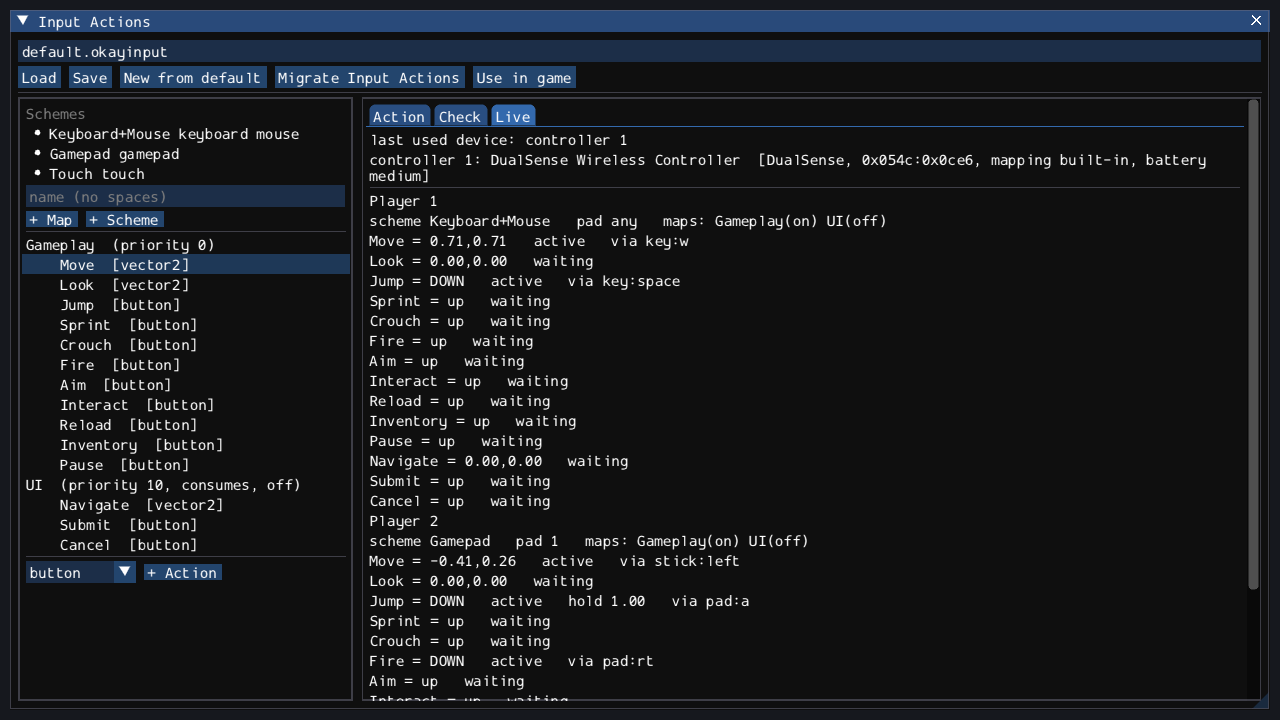 Input Actions
default.okayinput
Load Save New from default Migrate Input Actions Use in game
Schemes
Keyboard+Mouse keyboard mouse
Gamepad gamepad
Touch touch
name (no spaces)
+ Map + Scheme
Gameplay (priority 0)
Move [vector2]
Look [vector2]
Jump [button]
Sprint [button]
Crouch [button]
Fire [button]
Aim [button]
Interact [button]
Reload [button]
Inventory [button]
Pause [button]
UI (priority 10, consumes, off)
Navigate [vector2]
Submit [button]
Cancel [button]
button + Action
Action Check Live
last used device: controller 1
controller 1: DualSense Wireless Controller [DualSense, 0x054c:0x0ce6, mapping built-in, battery
medium]
Player 1
scheme Keyboard+Mouse pad any maps: Gameplay(on) UI(off)
Move = 0.71,0.71 active via key:w
Look = 0.00,0.00 waiting
Jump = DOWN active via key:space
Sprint = up waiting
Crouch = up waiting
Fire = up waiting
Aim = up waiting
Interact = up waiting
Reload = up waiting
Inventory = up waiting
Pause = up waiting
Navigate = 0.00,0.00 waiting
Submit = up waiting
Cancel = up waiting
Player 2
scheme Gamepad pad 1 maps: Gameplay(on) UI(off)
Move = -0.41,0.26 active via stick:left
Look = 0.00,0.00 waiting
Jump = DOWN active hold 1.00 via pad:a
Sprint = up waiting
Crouch = up waiting
Fire = DOWN active via pad:rt
Aim = up waiting
Interact = up waiting